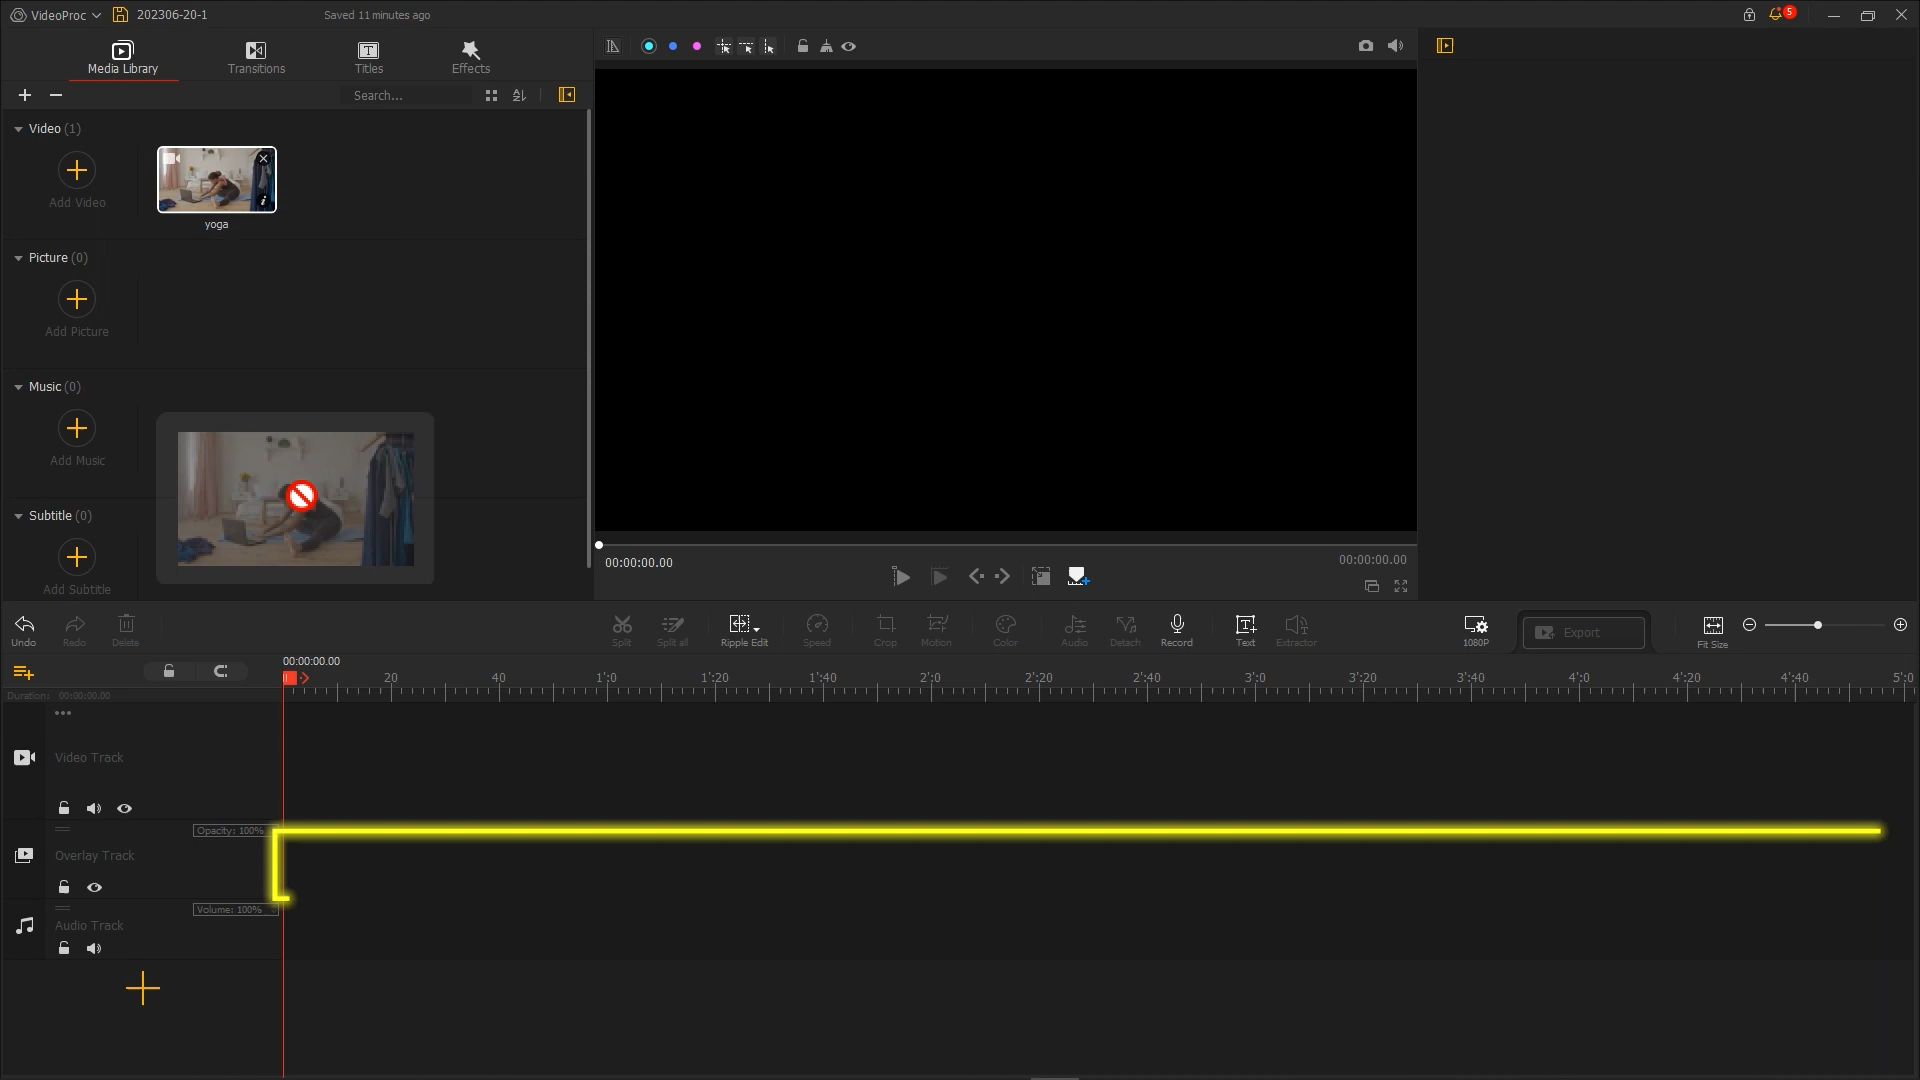 VideoProc
202306-20-1
Saved 11 minutes ago
5
Media Library
Transitions
Titles
Effects
Search...
Video (1)
Add Video
yoga
Picture (0)
Add Picture
Music (0)
Add Music
Subtitle (0)
Add Subtitle
00:00:00.00
00:00:00.00
Undo
Redo
Delete
Split
Split all
Ripple Edit
Speed
Crop
Motion
Color
Audio
Detach
Record
Text
Extractor
1080P
Export
Fit Size
00:00:00.00
20
40
1':0
1':20
1':40
2':0
2':20
2':40
3':0
3':20
3':40
4':0
4':20
4':40
5':0
Duration: 00:00:00.00
Video Track
Opacity: 100%
Overlay Track
Volume: 100%
Audio Track